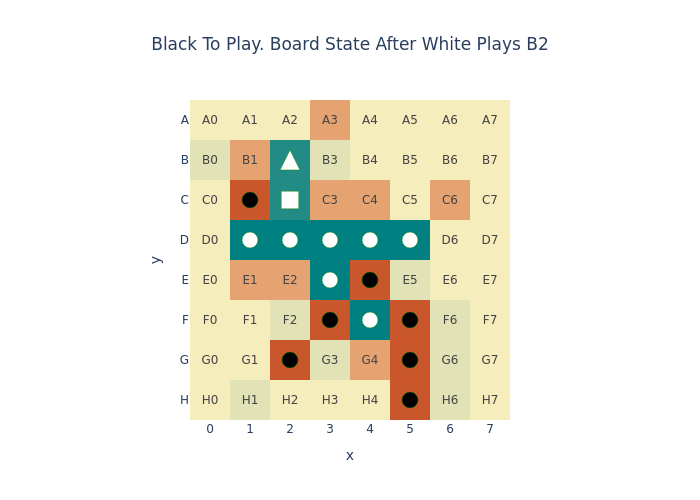 Black To Play. Board State After White Plays B2
A A0 A1 A2 A3 A4 A5 A6 A7
B B0 B1 B3 B4 B5 B6 B7
C C0 C3 C4 C5 C6 C7
D D0 D6 D7
E E0 E1 E2 E5 E6 E7
F F0 F1 F2 F6 F7
G G0 G1 G3 G4 G6 G7
H H0 H1 H2 H3 H4 H6 H7
0 1 2 3 4 5 6 7
x
y